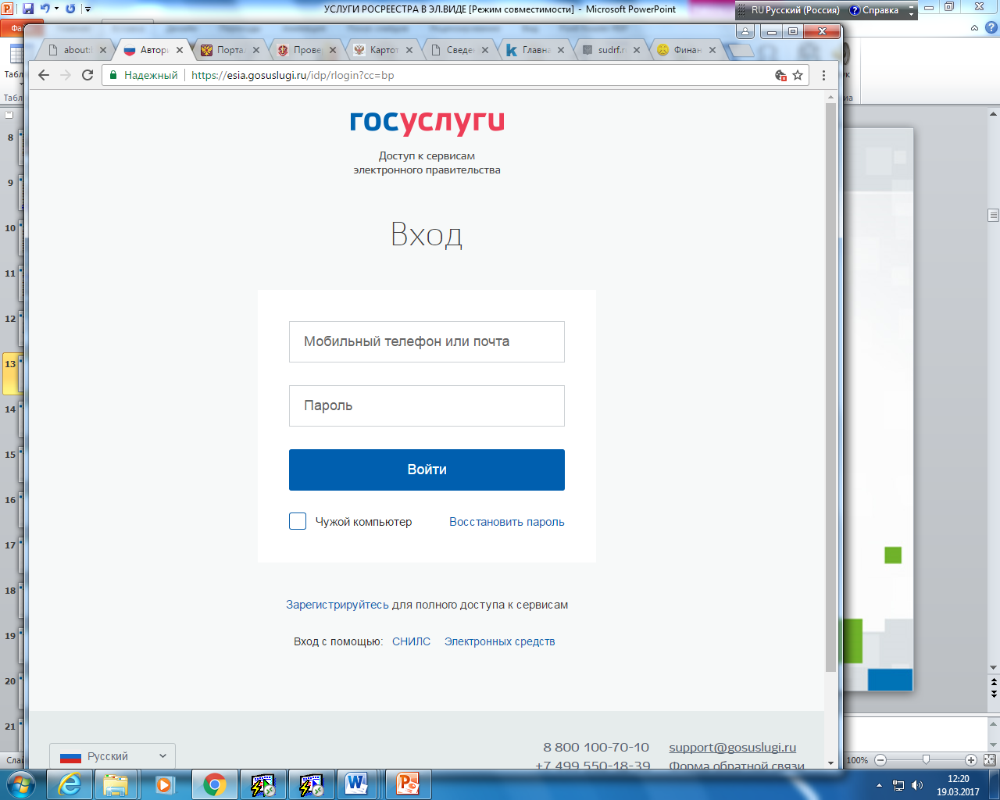 УСЛУГИ РОСРЕЕСТРА В ЭЛ.ВИДЕ [Режим совместимости] - Microsoft PowerPoint
RU Русский (Россия) Справка
about:
Автори
Порта
Прове
Картот
Сведе
Главна
sudrf.r
Финан
Надежный https://esia.gosuslugi.ru/idp/rlogin?cc=bp
госуслуги
Доступ к сервисам
электронного правительства
Вход
Мобильный телефон или почта
Пароль
Войти
Чужой компьютер Восстановить пароль
Зарегистрируйтесь для полного доступа к сервисам
Вход с помощью: СНИЛС Электронных средств
Русский
8 800 100-70-10 support@gosuslugi.ru
+7 499 550-18-39 Форма обратной связи
8
9
10
11
12
13
14
15
16
17
18
19
20
21
100%
12:20
19.03.2017